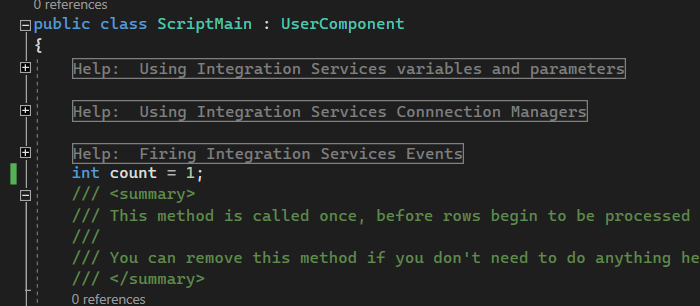 0 references
public class ScriptMain : UserComponent
{
Help:  Using Integration Services variables and parameters
Help:  Using Integration Services Connnection Managers
Help:  Firing Integration Services Events
int count = 1;
/// <summary>
/// This method is called once, before rows begin to be processed
///
/// You can remove this method if you don't need to do anything he
/// </summary>
0 references